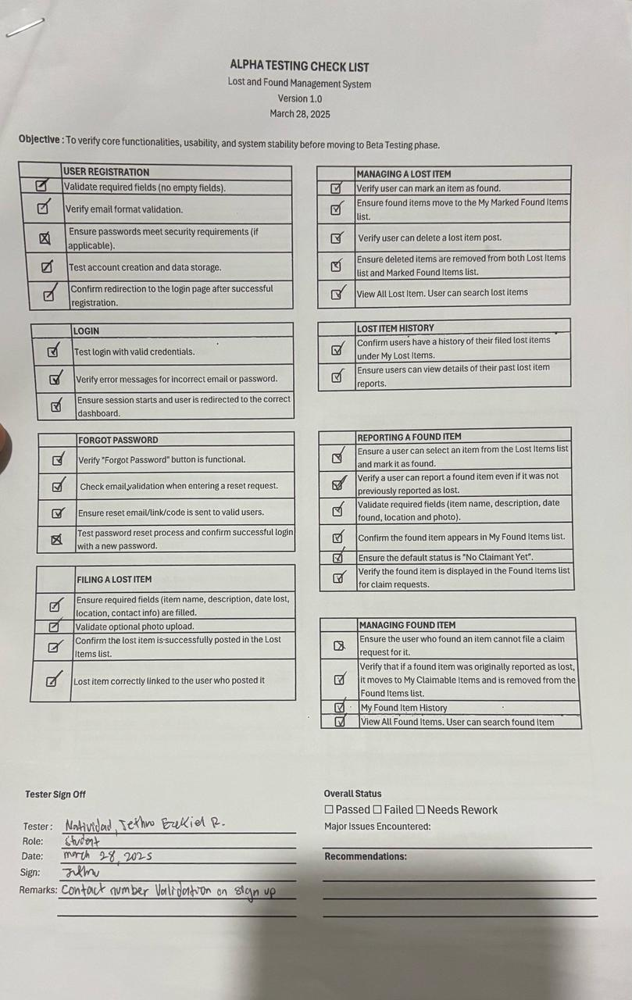 ALPHA TESTING CHECK LIST
Lost and Found Management System
Version 1.0
March 28, 2025
Objective : To verify core functionalities, usability, and system stability before moving to Beta Testing phase.
USER REGISTRATION
Validate required fields (no empty fields).
Verify email format validation.
Ensure passwords meet security requirements (if
applicable).
Test account creation and data storage.
Confirm redirection to the login page after successful
registration.
LOGIN
Test login with valid credentials.
Verify error messages for incorrect email or password.
Ensure session starts and user is redirected to the correct
dashboard.
FORGOT PASSWORD
Verify "Forgot Password" button is functional.
Check email validation when entering a reset request.
Ensure reset email/link/code is sent to valid users.
Test password reset process and confirm successful login
with a new password.
FILING A LOST ITEM
Ensure required fields (item name, description, date lost,
location, contact info) are filled.
Validate optional photo upload.
Confirm the lost item is successfully posted in the Lost
Items list.
Lost item correctly linked to the user who posted it
MANAGING A LOST ITEM
Verify user can mark an item as found.
Ensure found items move to the My Marked Found Items
list.
Verify user can delete a lost item post.
Ensure deleted items are removed from both Lost Items
list and Marked Found Items list.
View All Lost Item. User can search lost items
LOST ITEM HISTORY
Confirm users have a history of their filed lost items
under My Lost Items.
Ensure users can view details of their past lost item
reports.
REPORTING A FOUND ITEM
Ensure a user can select an item from the Lost Items list
and mark it as found.
Verify a user can report a found item even if it was not
previously reported as lost.
Validate required fields (item name, description, date
found, location and photo).
Confirm the found item appears in My Found Items list.
Ensure the default status is "No Claimant Yet".
Verify the found item is displayed in the Found Items list
for claim requests.
MANAGING FOUND ITEM
Ensure the user who found an item cannot file a claim
request for it.
Verify that if a found item was originally reported as lost,
it moves to My Claimable Items and is removed from the
Found Items list.
My Found Item History
View All Found Items. User can search found item
Tester Sign Off
Tester: Natividad, Jethro Ezekiel R.
Role: Student
Date: march 28, 2025
Sign: Jethro
Remarks: Contact number Validation on sign up
Overall Status
☐ Passed ☐ Failed ☐ Needs Rework
Major Issues Encountered:
Recommendations: